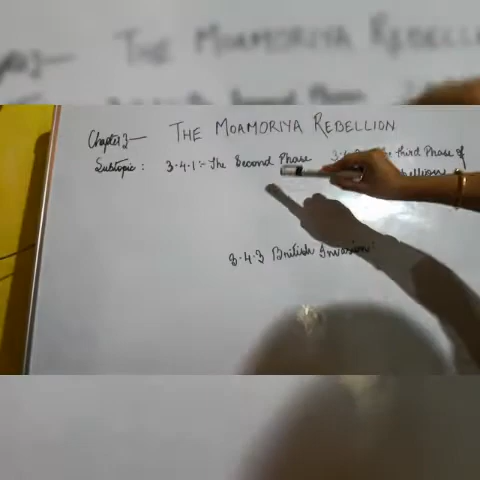 Chapter 3— THE MOAMORIYA REBELLION
Subtopic: 3.4.1:- The Second Phase Third Phase of
3.4.3 British Invasion: